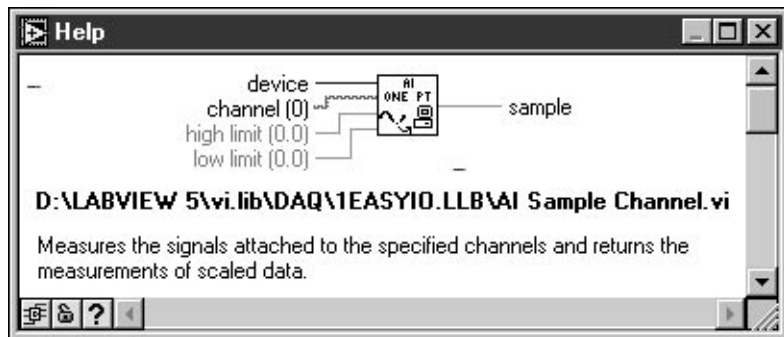 Help
device
AI
ONE PT
channel (0)
sample
high limit (0.0)
low limit (0.0)
D:\LABVIEW 5\vi.lib\DAQ\1EASYIO.LLB\AI Sample Channel.vi
Measures the signals attached to the specified channels and returns the
measurements of scaled data.
?